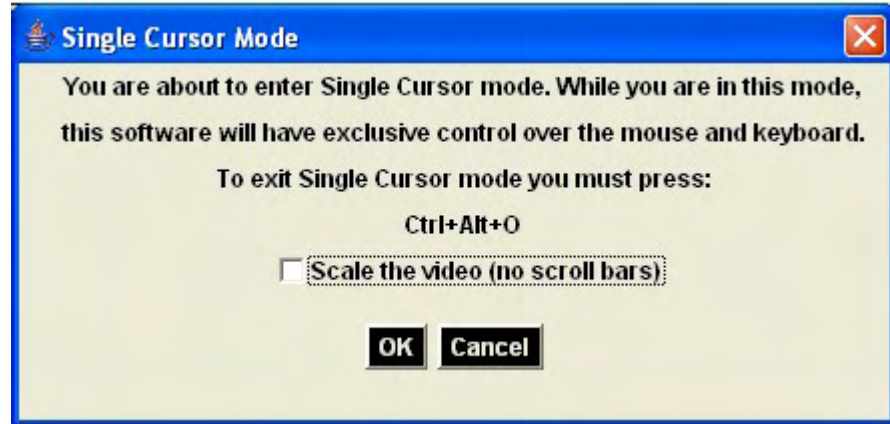 Single Cursor Mode
You are about to enter Single Cursor mode. While you are in this mode,
this software will have exclusive control over the mouse and keyboard.
To exit Single Cursor mode you must press:
Ctrl+Alt+O
Scale the video (no scroll bars)
OK Cancel